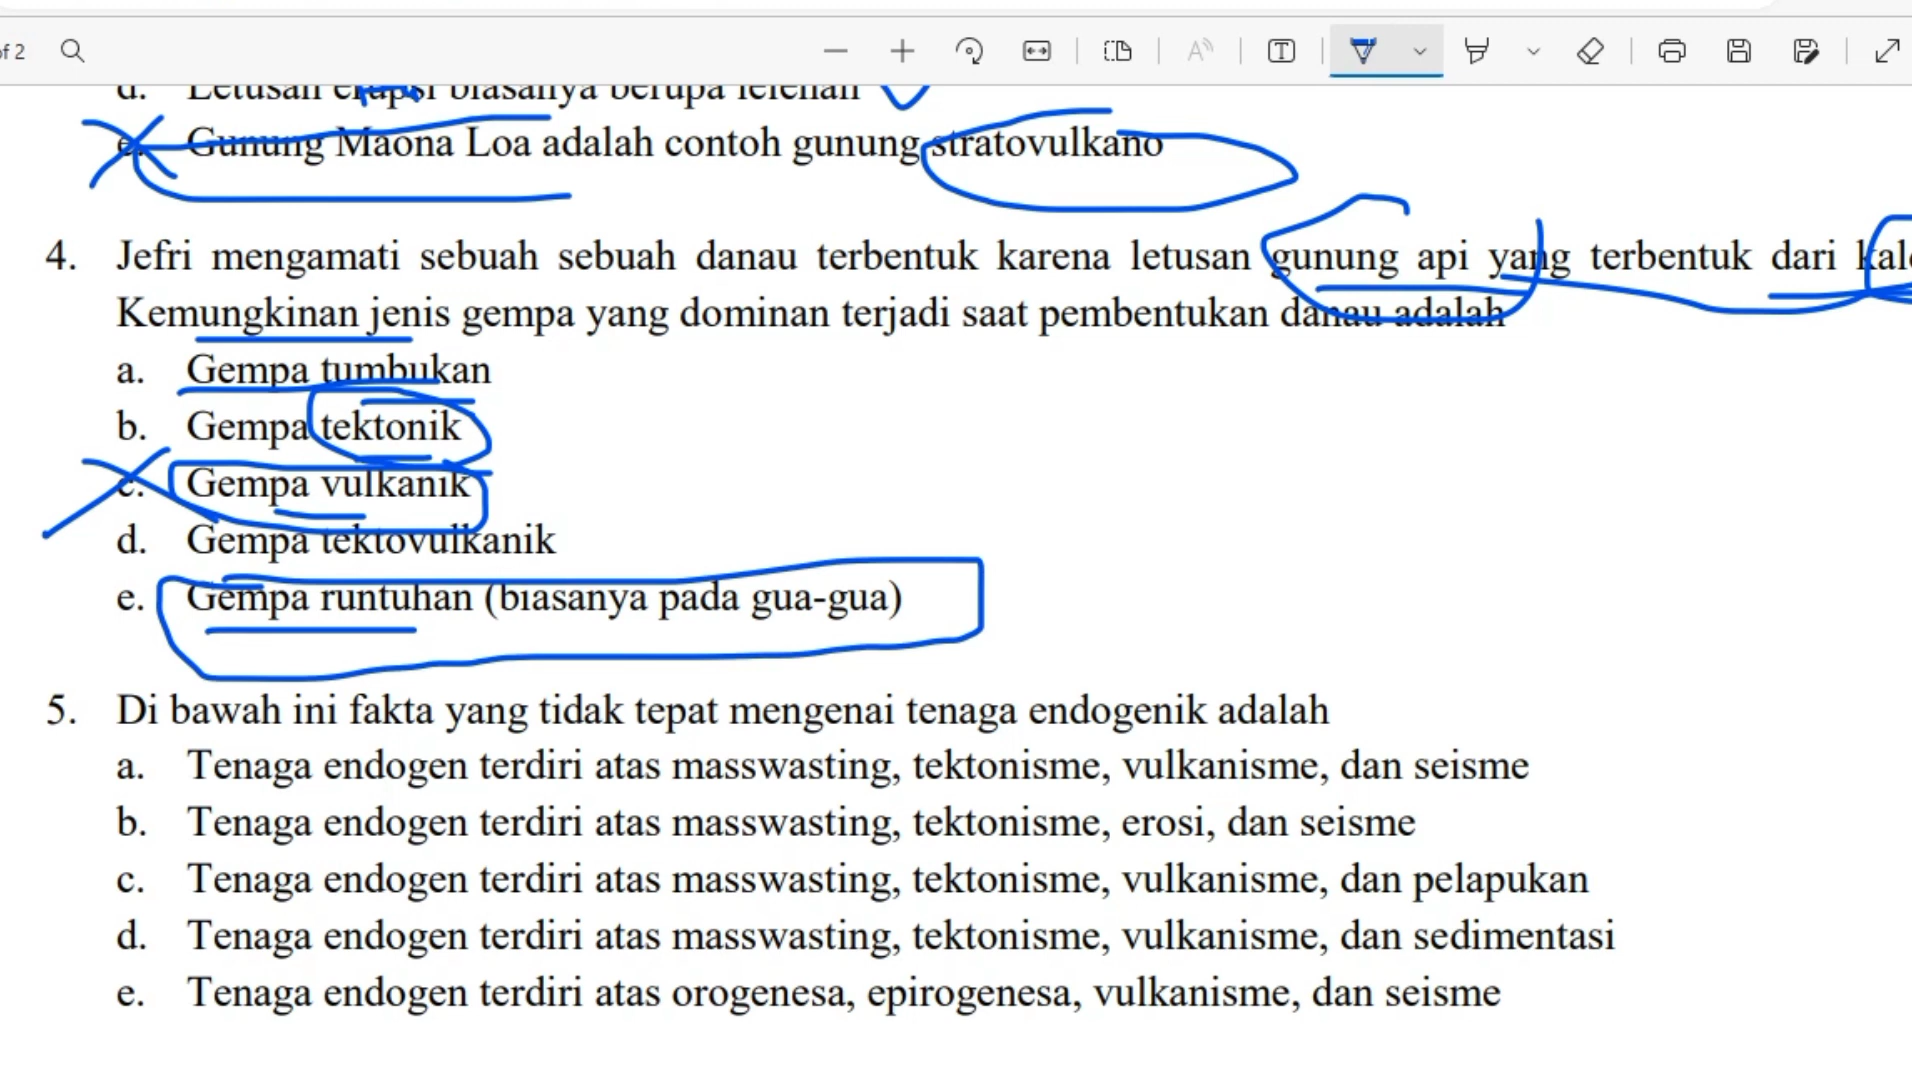 of 2
d. Letusan erupsi biasanya berupa lelehan
e. Gunung Maona Loa adalah contoh gunung stratovulkano
4. Jefri mengamati sebuah sebuah danau terbentuk karena letusan gunung api yang terbentuk dari
Kemungkinan jenis gempa yang dominan terjadi saat pembentukan danau adalah
a. Gempa tumbukan
b. Gempa tektonik
c. Gempa vulkanik
d. Gempa tektovulkanik
e. Gempa runtuhan (biasanya pada gua-gua)
5. Di bawah ini fakta yang tidak tepat mengenai tenaga endogenik adalah
a. Tenaga endogen terdiri atas masswasting, tektonisme, vulkanisme, dan seisme
b. Tenaga endogen terdiri atas masswasting, tektonisme, erosi, dan seisme
c. Tenaga endogen terdiri atas masswasting, tektonisme, vulkanisme, dan pelapukan
d. Tenaga endogen terdiri atas masswasting, tektonisme, vulkanisme, dan sedimentasi
e. Tenaga endogen terdiri atas orogenesa, epirogenesa, vulkanisme, dan seisme